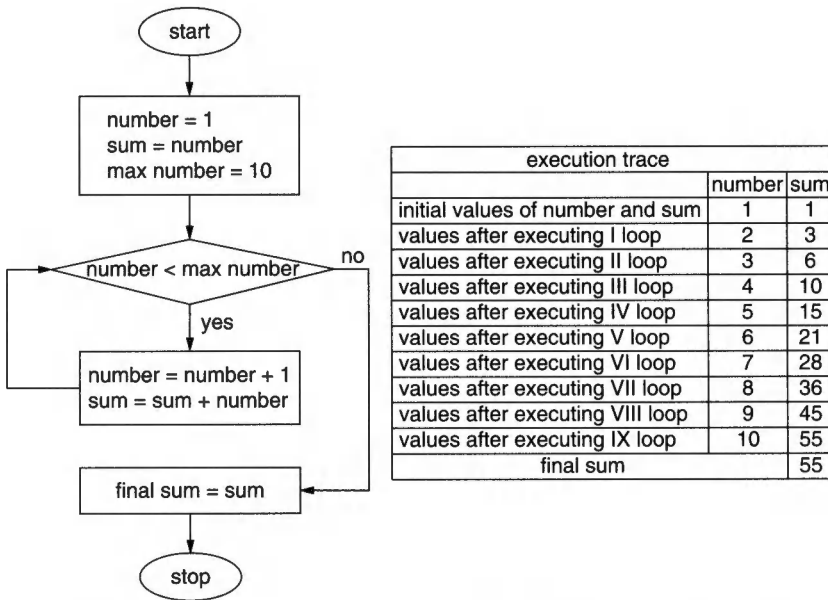 start
number = 1
sum = number
max number = 10
number < max number
no
yes
number = number + 1
sum = sum + number
final sum = sum
stop
execution trace
number sum
initial values of number and sum 1 1
values after executing I loop 2 3
values after executing II loop 3 6
values after executing III loop 4 10
values after executing IV loop 5 15
values after executing V loop 6 21
values after executing VI loop 7 28
values after executing VII loop 8 36
values after executing VIII loop 9 45
values after executing IX loop 10 55
final sum 55